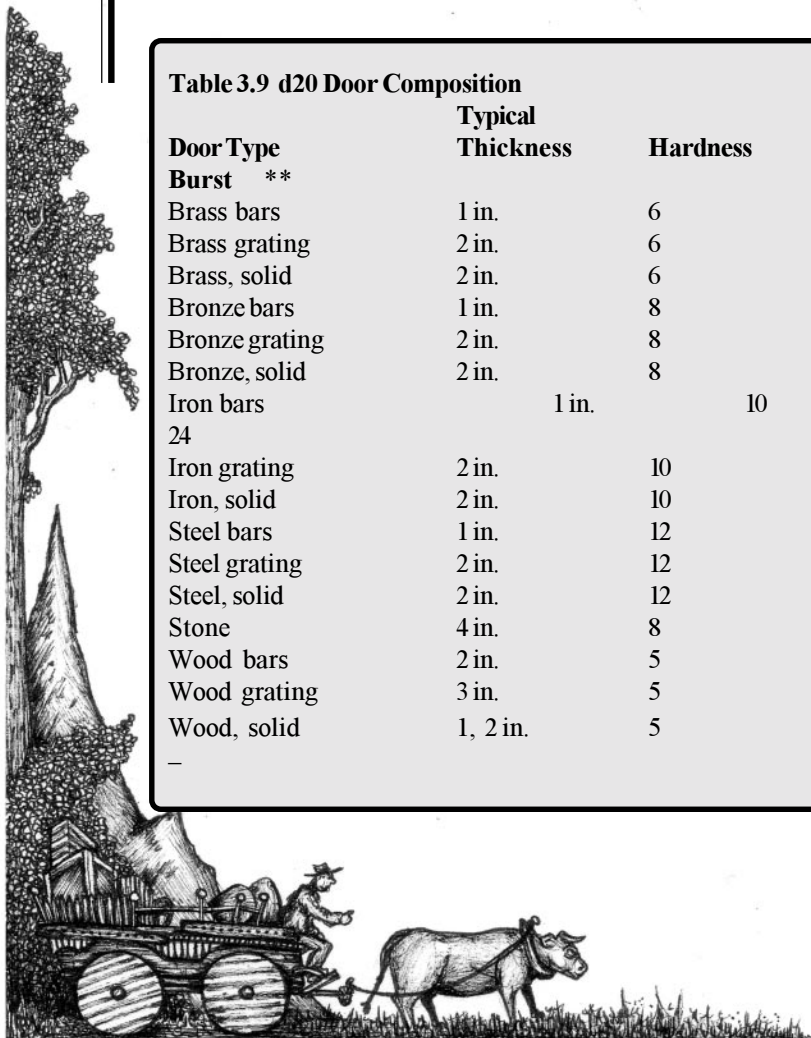 Table 3.9 d20 Door Composition
Typical
Door Type Thickness Hardness
Burst **
Brass bars 1 in. 6
Brass grating 2 in. 6
Brass, solid 2 in. 6
Bronze bars 1 in. 8
Bronze grating 2 in. 8
Bronze, solid 2 in. 8
Iron bars 1 in. 10
24
Iron grating 2 in. 10
Iron, solid 2 in. 10
Steel bars 1 in. 12
Steel grating 2 in. 12
Steel, solid 2 in. 12
Stone 4 in. 8
Wood bars 2 in. 5
Wood grating 3 in. 5
Wood, solid 1, 2 in. 5
–